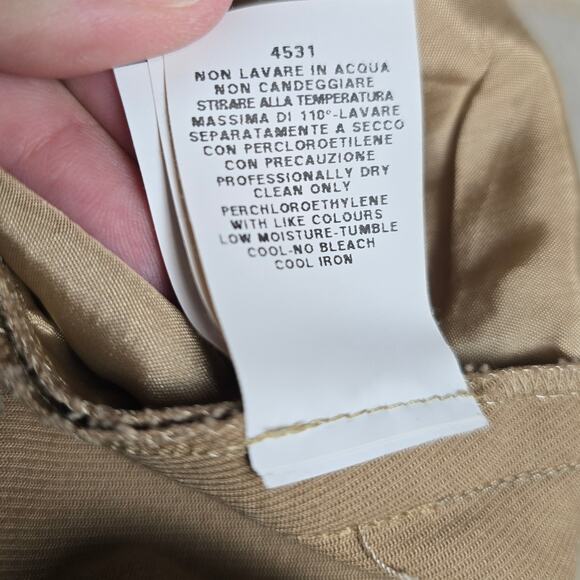 4531
NON LAVARE IN ACQUA
NON CANDEGGIARE
STIRARE ALLA TEMPERATURA
MASSIMA DI 110°-LAVARE
SEPARATAMENTE A SECCO
CON PERCLOROETILENE
CON PRECAUZIONE
PROFESSIONALLY DRY
CLEAN ONLY
PERCHLOROETHYLENE
WITH LIKE COLOURS
LOW MOISTURE-TUMBLE
COOL-NO BLEACH
COOL IRON